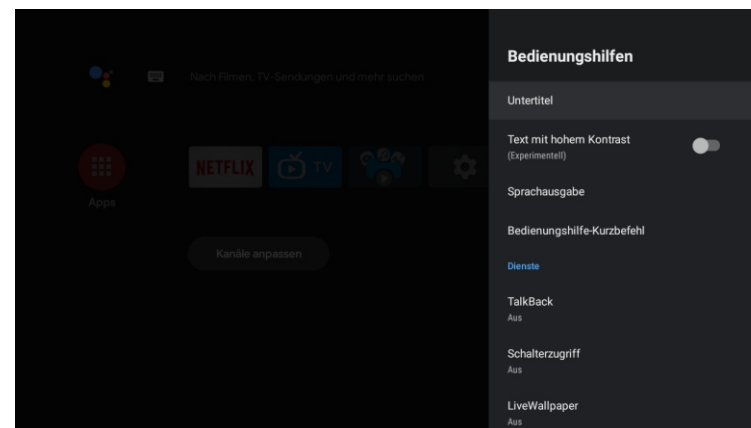 Bedienungshilfen
Nach Filmen, TV-Sendungen und mehr suchen
Untertitel
Text mit hohem Kontrast
(Experimentell)
NETFLIX
TV
Sprachausgabe
Apps
Bedienungshilfe-Kurzbefehl
Kanäle anpassen
Dienste
TalkBack
Aus
Schalterzugriff
Aus
LiveWallpaper
Aus